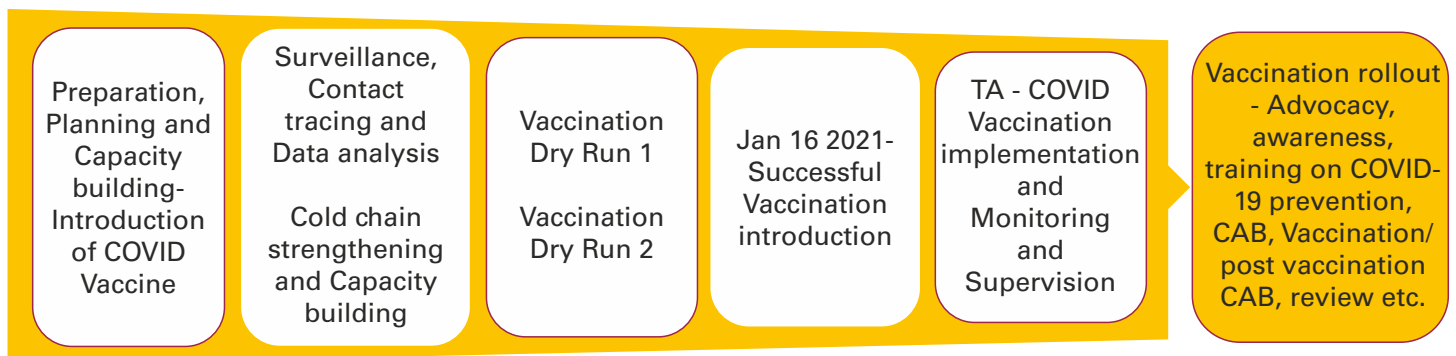 Preparation,
Planning and
Capacity
building-
Introduction
of COVID
Vaccine
Surveillance,
Contact
tracing and
Data analysis
Cold chain
strengthening
and Capacity
building
Vaccination
Dry Run 1
Vaccination
Dry Run 2
Jan 16 2021-
Successful
Vaccination
introduction
TA - COVID
Vaccination
implementation
and
Monitoring
and
Supervision
Vaccination rollout
- Advocacy,
awareness,
training on COVID-
19 prevention,
CAB, Vaccination/
post vaccination
CAB, review etc.